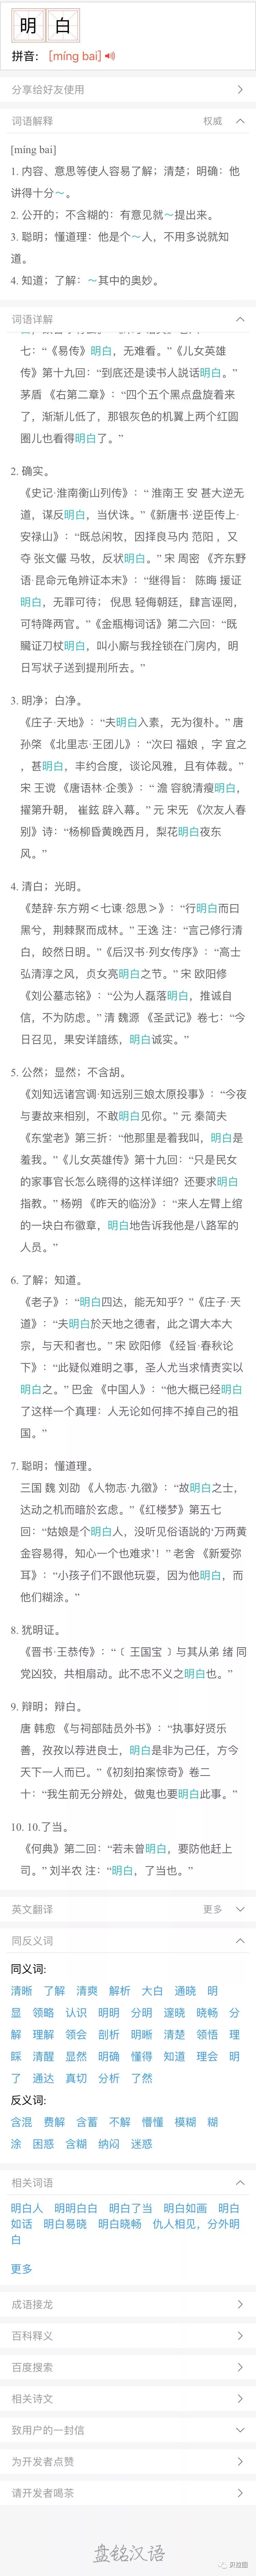 明白
拼音: [míng bai]
分享给好友使用
词语解释 权威
[míng bai]
1. 内容、意思等使人容易了解；清楚；明确：他
讲得十分～。
2. 公开的；不含糊的：有意见就～提出来。
3. 聪明；懂道理：他是个～人，不用多说就知
道。
4. 知道；了解：～其中的奥妙。
词语详解
七：“《易传》明白，无难看。”《儿女英雄
传》第十九回：“到底还是读书人説话明白。”
茅盾 《右第二章》：“四个五个黑点盘旋着来
了，渐渐儿低了，那银灰色的机翼上两个红圆
圈儿也看得明白了。”
2. 确实。
《史记·淮南衡山列传》：“ 淮南王 安 甚大逆无
道，谋反明白，当伏诛。”《新唐书·逆臣传上·
安禄山》：“既总闲牧，因择良马内 范阳 ，又
夺 张文儼 马牧，反状明白。” 宋 周密 《齐东野
语·昆命元龟辨证本末》：“继得旨： 陈晦 援证
明白，无罪可待； 倪思 轻侮朝廷，肆言诬罔，
可特降两官。”《金瓶梅词话》第二六回：“既
贜证刀杖明白，叫小廝与我拴锁在门房内，明
日写状子送到提刑所去。”
3. 明净；白净。
《庄子·天地》：“夫明白入素，无为復朴。” 唐
孙棨 《北里志·王团儿》：“次曰 福娘 ，字 宜之
，甚明白，丰约合度，谈论风雅，且有体裁。”
宋 王谠 《唐语林·企羡》：“ 澹 容貌清瘦明白，
擢第升朝， 崔鉉 辟入幕。” 元 宋旡 《次友人春
别》诗：“杨柳昏黄晚西月，梨花明白夜东
风。”
4. 清白；光明。
《楚辞·东方朔＜七谏·怨思＞》：“行明白而曰
黑兮，荆棘聚而成林。” 王逸 注：“言己修行清
白，皎然日明。”《后汉书·列女传序》：“高士
弘清淳之风，贞女亮明白之节。” 宋 欧阳修
《刘公墓志铭》：“公为人磊落明白，推诚自
信，不为防虑。” 清 魏源 《圣武记》卷七：“今
日召见，果安详諳练，明白诚实。”
5. 公然；显然；不含胡。
《刘知远诸宫调·知远别三娘太原投事》：“今夜
与妻故来相别，不敢明白见你。” 元 秦简夫
《东堂老》第三折：“他那里是着我叫，明白是
羞我。”《儿女英雄传》第十九回：“只是民女
的家事官长怎么晓得的这样详细？还要求明白
指教。” 杨朔 《昨天的临汾》：“来人左臂上绾
的一块白布徽章，明白地告诉我他是八路军的
人员。”
6. 了解；知道。
《老子》：“明白四达，能无知乎？”《庄子·天
道》：“夫明白於天地之德者，此之谓大本大
宗，与天和者也。” 宋 欧阳修 《经旨·春秋论
下》：“此疑似难明之事，圣人尤当求情责实以
明白之。” 巴金 《中国人》：“他大概已经明白
了这样一个真理：人无论如何摔不掉自己的祖
国。”
7. 聪明；懂道理。
三国 魏 刘劭 《人物志·九徵》：“故明白之士，
达动之机而暗於玄虑。”《红楼梦》第五七
回：“姑娘是个明白人，没听见俗语説的‘万两黄
金容易得，知心一个也难求’！” 老舍 《新爱弥
耳》：“小孩子们不跟他玩耍，因为他明白，而
他们糊涂。”
8. 犹明证。
《晋书·王恭传》：“﹝ 王国宝 ﹞与其从弟 绪 同
党凶狡，共相扇动。此不忠不义之明白也。”
9. 辩明；辩白。
唐 韩愈 《与祠部陆员外书》：“执事好贤乐
善，孜孜以荐进良士，明白是非为己任，方今
天下一人而已。”《初刻拍案惊奇》卷二
十：“我生前无分辨处，做鬼也要明白此事。”
10. 10.了当。
《何典》第二回：“若未曾明白，要防他赶上
司。” 刘半农 注：“明白，了当也。”
英文翻译 更多
同反义词
同义词:
清晰 了解 清爽 解析 大白 通晓 明
显 领略 认识 明明 分明 邃晓 晓畅 分
解 理解 领会 剖析 明晰 清楚 领悟 理
睬 清醒 显然 明确 懂得 知道 理会 明
了 通达 真切 分析 了然
反义词:
含混 费解 含蓄 不解 懵懂 模糊 糊
涂 困惑 含糊 纳闷 迷惑
相关词语
明白人 明明白白 明白了当 明白如画 明白
如话 明白易晓 明白晓畅 仇人相见，分外明
白
更多
成语接龙
百科释义
百度搜索
相关诗文
致用户的一封信
为开发者点赞
请开发者喝茶
盘铭汉语
贝拉图